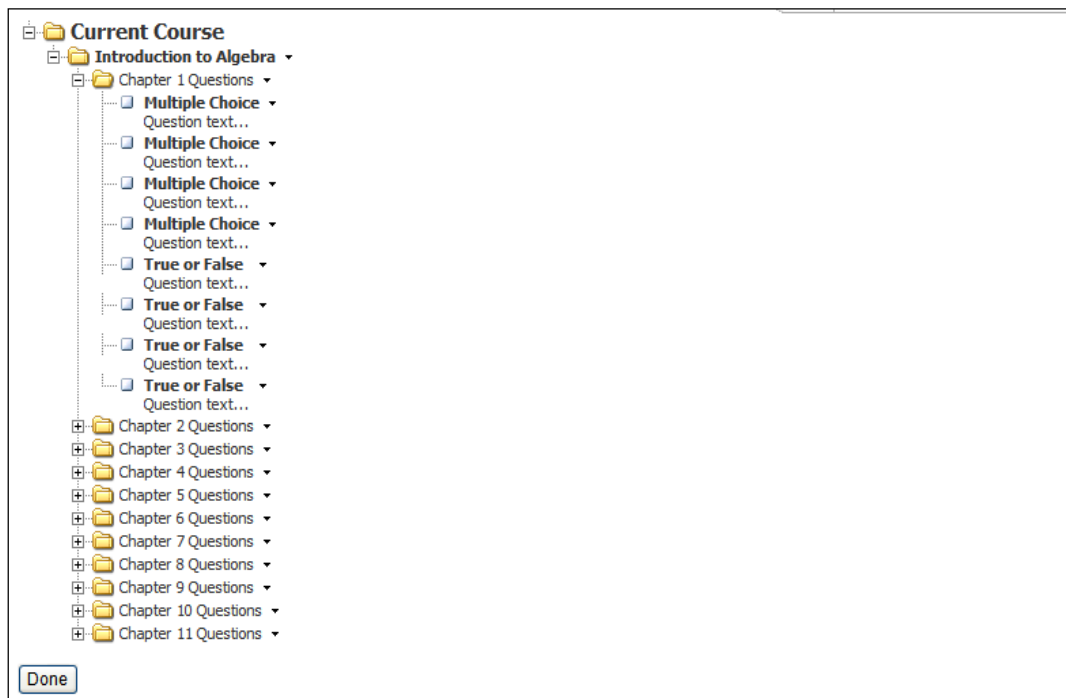 Current Course
Introduction to Algebra
Chapter 1 Questions
Multiple Choice
Question text...
Multiple Choice
Question text...
Multiple Choice
Question text...
Multiple Choice
Question text...
True or False
Question text...
True or False
Question text...
True or False
Question text...
True or False
Question text...
Chapter 2 Questions
Chapter 3 Questions
Chapter 4 Questions
Chapter 5 Questions
Chapter 6 Questions
Chapter 7 Questions
Chapter 8 Questions
Chapter 9 Questions
Chapter 10 Questions
Chapter 11 Questions
Done